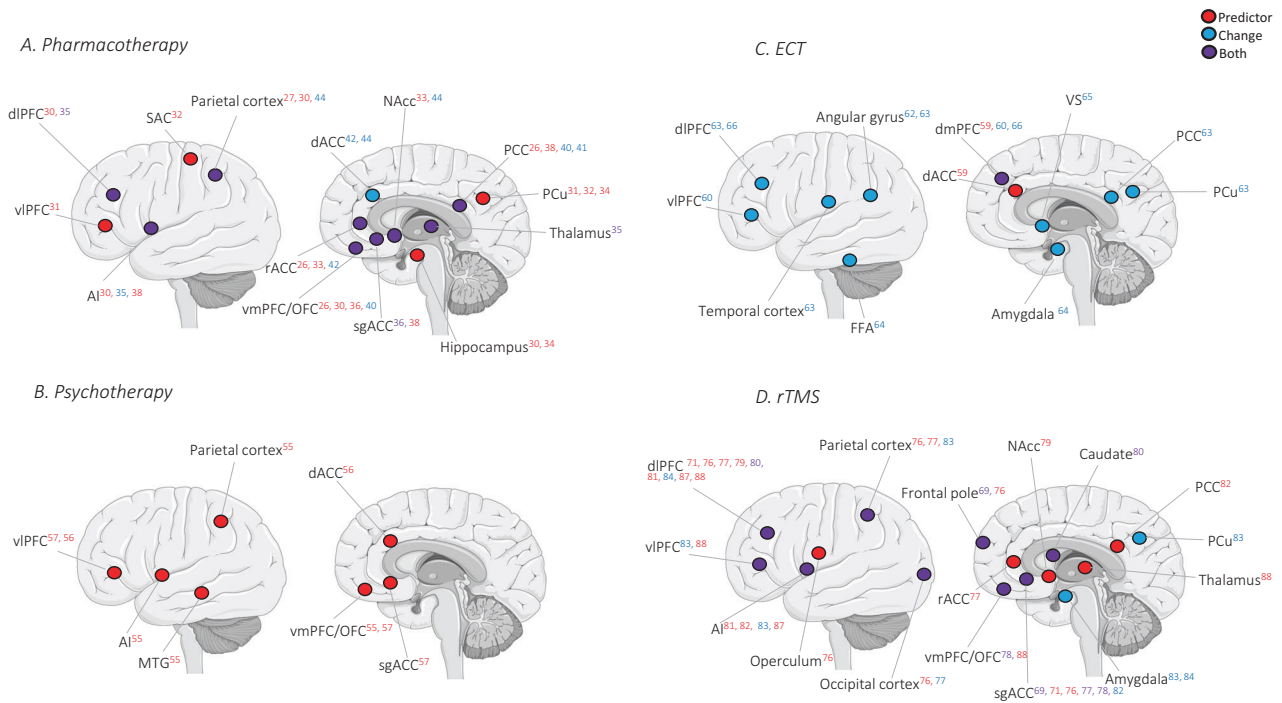 Predictor
Change
Both
A. Pharmacotherapy
dlPFC30, 35
SAC32
Parietal cortex27, 30, 44
NAcc33, 44
dACC42, 44
PCC26, 38, 40, 41
PCu31, 32, 34
vlPFC31
Thalamus35
AI30, 35, 38
rACC26, 33, 42
vmPFC/OFC26, 30, 36, 40
sgACC36, 38
Hippocampus30, 34
C. ECT
dlPFC63, 66
Angular gyrus62, 63
VS65
dmPFC59, 60, 66
PCC63
dACC59
vlPFC60
PCu63
Temporal cortex63
FFA64
Amygdala 64
B. Psychotherapy
Parietal cortex55
dACC56
vlPFC57, 56
AI55
MTG55
vmPFC/OFC55, 57
sgACC57
D. rTMS
Parietal cortex76, 77, 83
NAcc79
Caudate80
dlPFC 71, 76, 77, 79, 80,
81, 84, 87, 88
Frontal pole69, 76
PCC82
vlPFC83, 88
PCu83
Thalamus88
rACC77
AI81, 82, 83, 87
Operculum76
Occipital cortex76, 77
vmPFC/OFC78, 88
Amygdala83, 84
sgACC69, 71, 76, 77, 78, 82